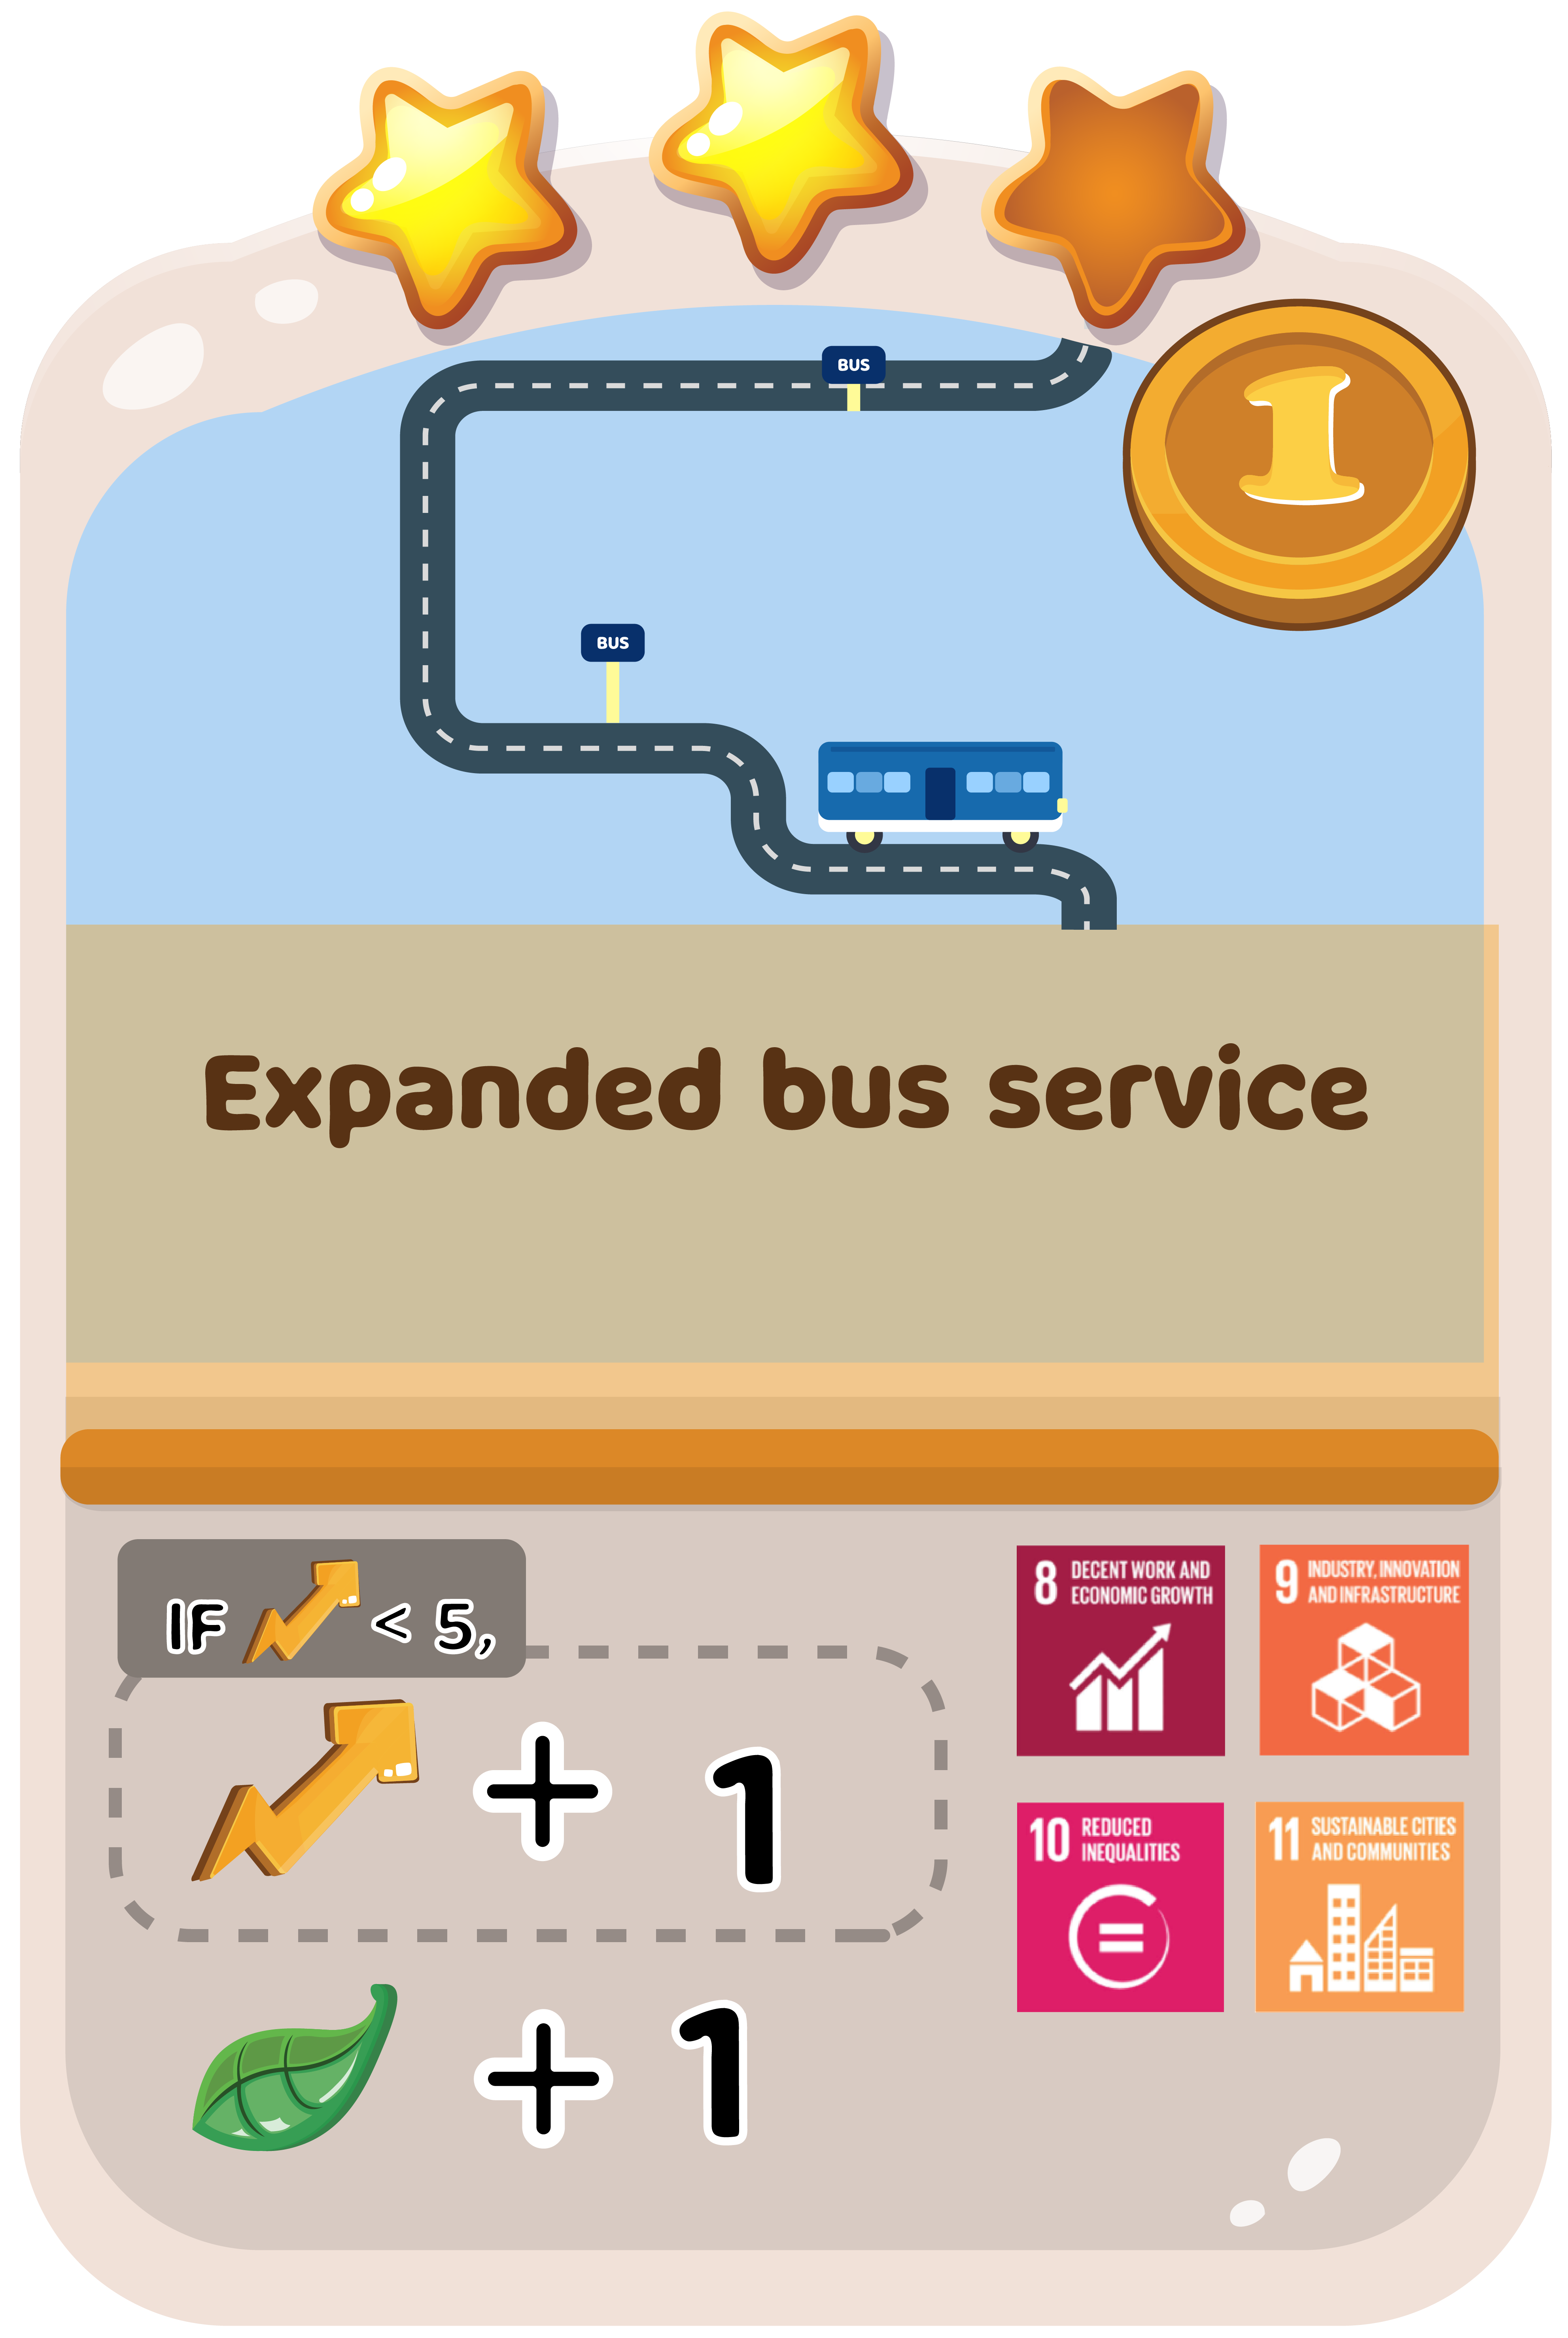 1
BUS
BUS
Expanded bus service
IF < 5,
+ 1
+ 1
8 DECENT WORK AND
ECONOMIC GROWTH
9 INDUSTRY, INNOVATION
AND INFRASTRUCTURE
10 REDUCED
INEQUALITIES
11 SUSTAINABLE CITIES
AND COMMUNITIES